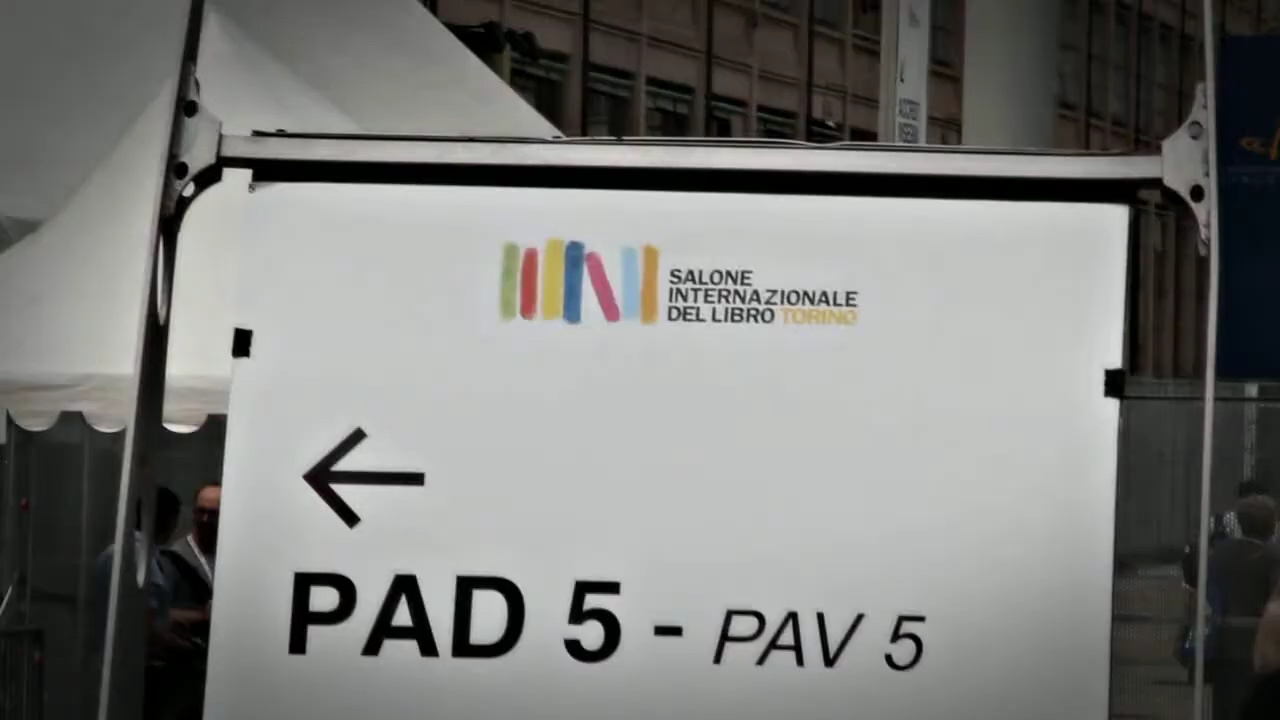 SALONE
INTERNAZIONALE
DEL LIBRO TORINO
PAD 5 - PAV 5